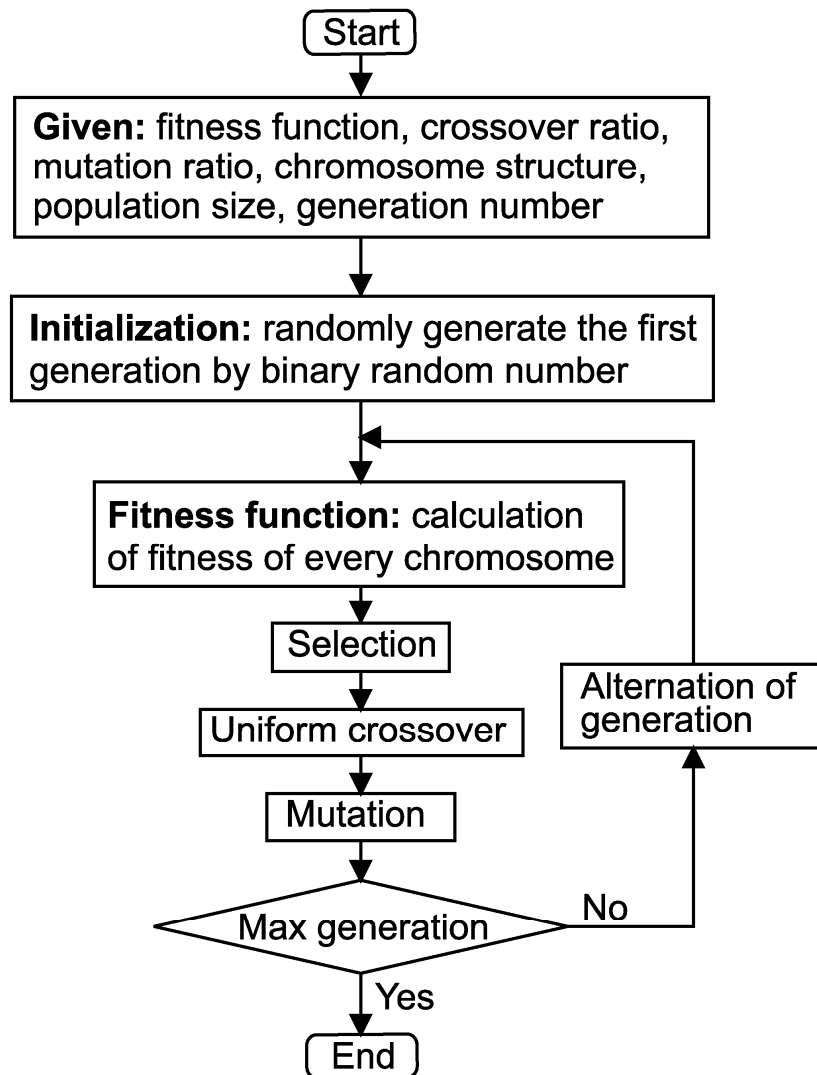 Start
Given: fitness function, crossover ratio,
mutation ratio, chromosome structure,
population size, generation number
Initialization: randomly generate the first
generation by binary random number
Fitness function: calculation
of fitness of every chromosome
Selection
Uniform crossover
Alternation of
generation
Mutation
Max generation
No
Yes
End